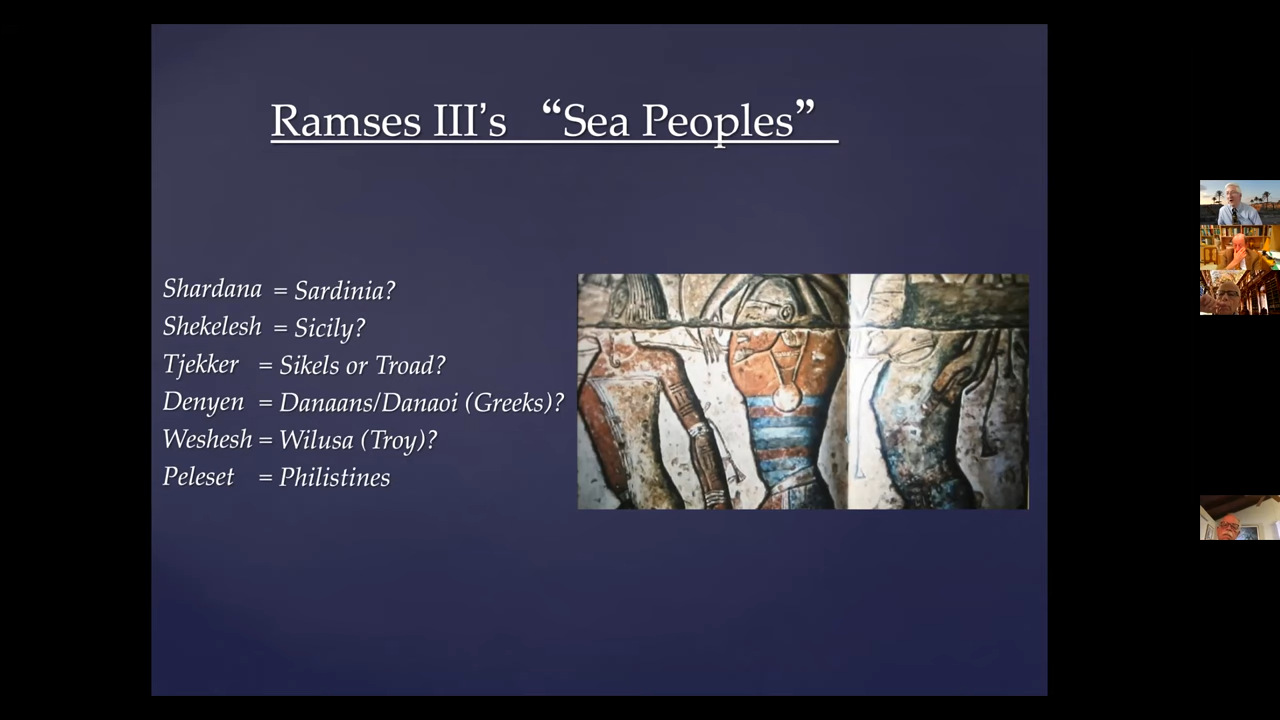 Ramses III’s “Sea Peoples”
Shardana = Sardinia?
Shekelesh = Sicily?
Tjekker = Sikels or Troad?
Denyen = Danaans/Danaoi (Greeks)?
Weshesh = Wilusa (Troy)?
Peleset = Philistines